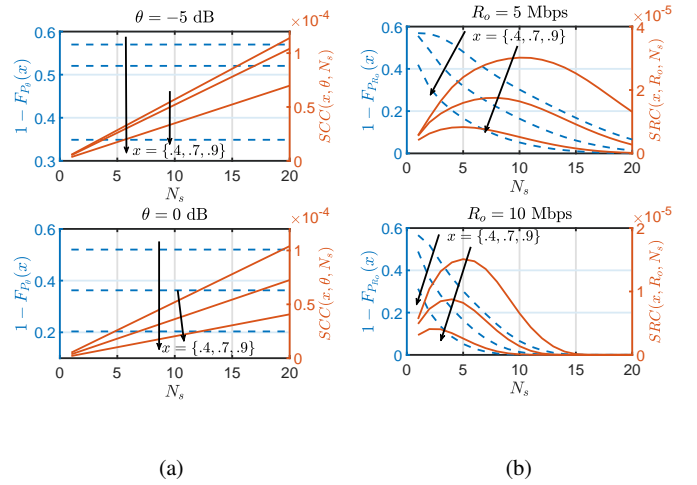 θ = −5 dB
×10⁻⁴
0.6
0.5
0.4
0.3
1 − F_{P_θ}(x)
x = {.4, .7, .9}
1
0.5
0
SCC(x, θ, N_s)
0 5 10 15 20
N_s
R_o = 5 Mbps
×10⁻⁵
0.6
0.4
0.2
0
1 − F_{P_{R_o}}(x)
x = {.4, .7, .9}
4
2
0
SRC(x, R_o, N_s)
0 5 10 15 20
N_s
θ = 0 dB
×10⁻⁴
0.6
0.4
0.2
1 − F_{P_θ}(x)
x = {.4, .7, .9}
1
0.5
0
SCC(x, θ, N_s)
0 5 10 15 20
N_s
R_o = 10 Mbps
×10⁻⁵
0.6
0.4
0.2
0
1 − F_{P_{R_o}}(x)
x = {.4, .7, .9}
2
1
0
SRC(x, R_o, N_s)
0 5 10 15 20
N_s
(a)
(b)